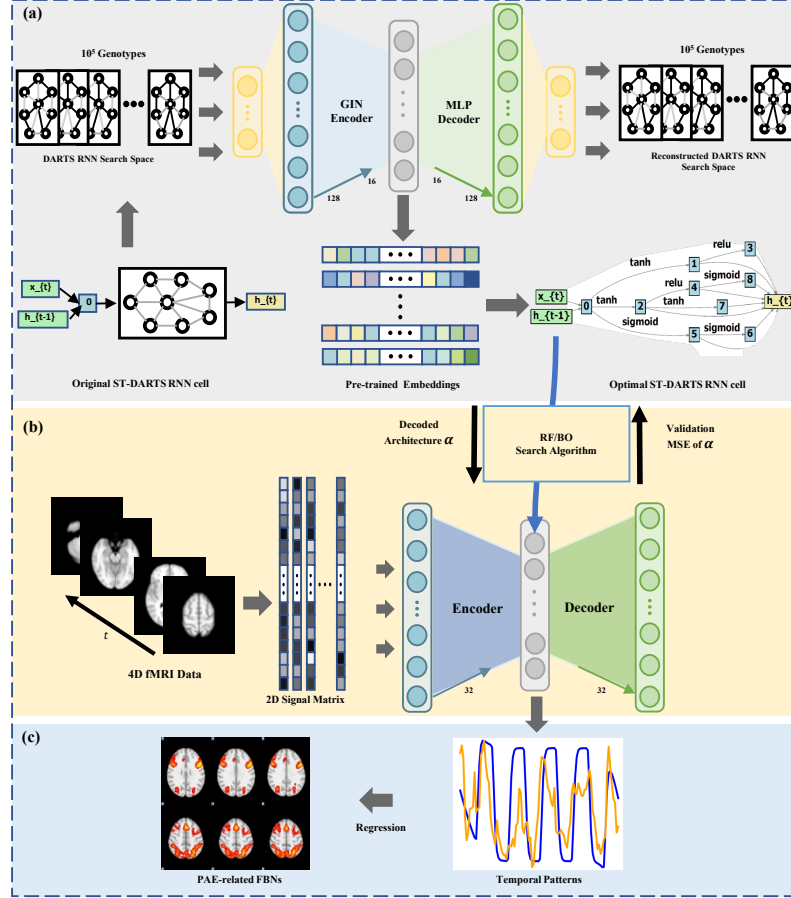 (a)
10⁵ Genotypes
10⁵ Genotypes
GIN
Encoder
MLP
Decoder
DARTS RNN Search Space
Reconstructed DARTS RNN
Search Space
128
16
16
128
x_{t}
h_{t-1}
0
h_{t}
Original ST-DARTS RNN cell
Pre-trained Embeddings
x_{t}
h_{t-1}
0
tanh
tanh
sigmoid
1
2
5
relu
relu
tanh
sigmoid
sigmoid
3
4
8
7
6
h_{t}
Optimal ST-DARTS RNN cell
(b)
Decoded
Architecture α
RF/BO
Search Algorithm
Validation
MSE of α
t
4D fMRI Data
2D Signal Matrix
Encoder
Decoder
32
32
(c)
Regression
PAE-related FBNs
Temporal Patterns